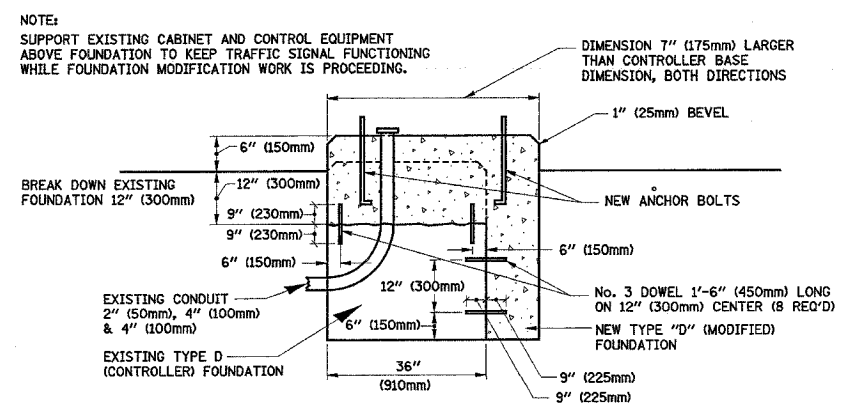 NOTE:
SUPPORT EXISTING CABINET AND CONTROL EQUIPMENT
ABOVE FOUNDATION TO KEEP TRAFFIC SIGNAL FUNCTIONING
WHILE FOUNDATION MODIFICATION WORK IS PROCEEDING.
DIMENSION 7" (175mm) LARGER
THAN CONTROLLER BASE
DIMENSION, BOTH DIRECTIONS
1" (25mm) BEVEL
6" (150mm)
BREAK DOWN EXISTING
FOUNDATION 12" (300mm)
12" (300mm)
NEW ANCHOR BOLTS
9" (230mm)
9" (230mm)
6" (150mm)
6" (150mm)
12" (300mm)
6" (150mm)
EXISTING CONDUIT
2" (50mm), 4" (100mm)
& 4" (100mm)
No. 3 DOWEL 1'-6" (450mm) LONG
ON 12" (300mm) CENTER (8 REQ'D)
NEW TYPE "D" (MODIFIED)
FOUNDATION
EXISTING TYPE D
(CONTROLLER) FOUNDATION
36"
(910mm)
9" (225mm)
9" (225mm)